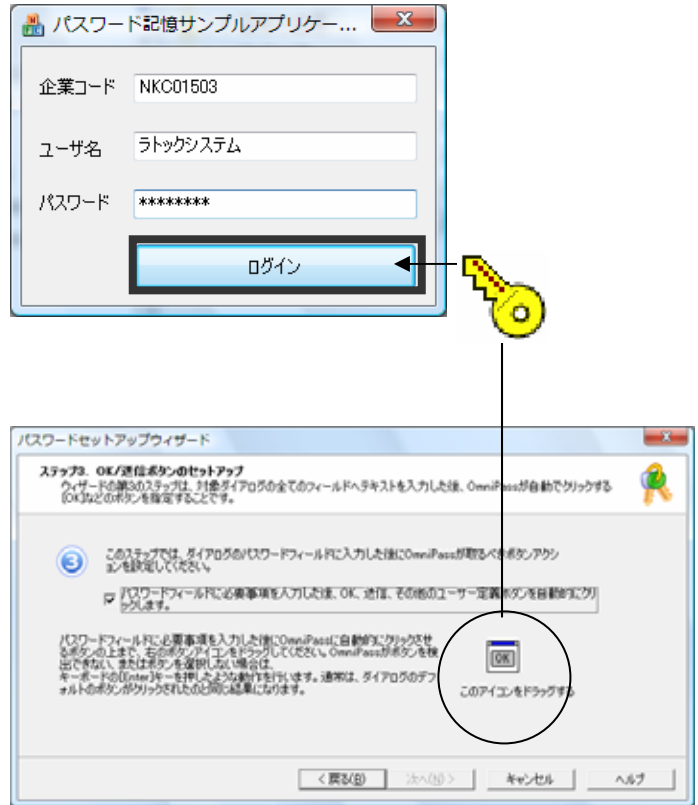 パスワード記憶サンプルアプリケー...
企業コード NKC01503
ユーザ名 ラトックシステム
パスワード ********
ログイン
パスワードセットアップウィザード
ステップ3. OK/送信ボタンのセットアップ
ウィザードの第3のステップは、対象ダイアログの全てのフィールドへテキストを入力した後、OmniPassが自動でクリックする
[OK]などのボタンを指定することです。
3 このステップでは、ダイアログのパスワードフィールドに入力した後にOmniPassが取るべきボタンアクシ
ョンを設定してください。
パスワードフィールドに必要事項を入力した後、OK、送信、その他のユーザー定義ボタンを自動的にクリ
ックします。
パスワードフィールドに必要事項を入力した後にOmniPassに自動的にクリックさせ
るボタンの上まで、右のボタンアイコンをドラッグしてください。OmniPassがボタンを検
出できない、またはボタンを選択しない場合は、
キーボードの[Enter]キーを押したような動作を行います。通常は、ダイアログのデフ
ォルトのボタンがクリックされたのと同じ結果になります。
OK
このアイコンをドラッグする
< 戻る(B) 次へ(N) > キャンセル ヘルプ